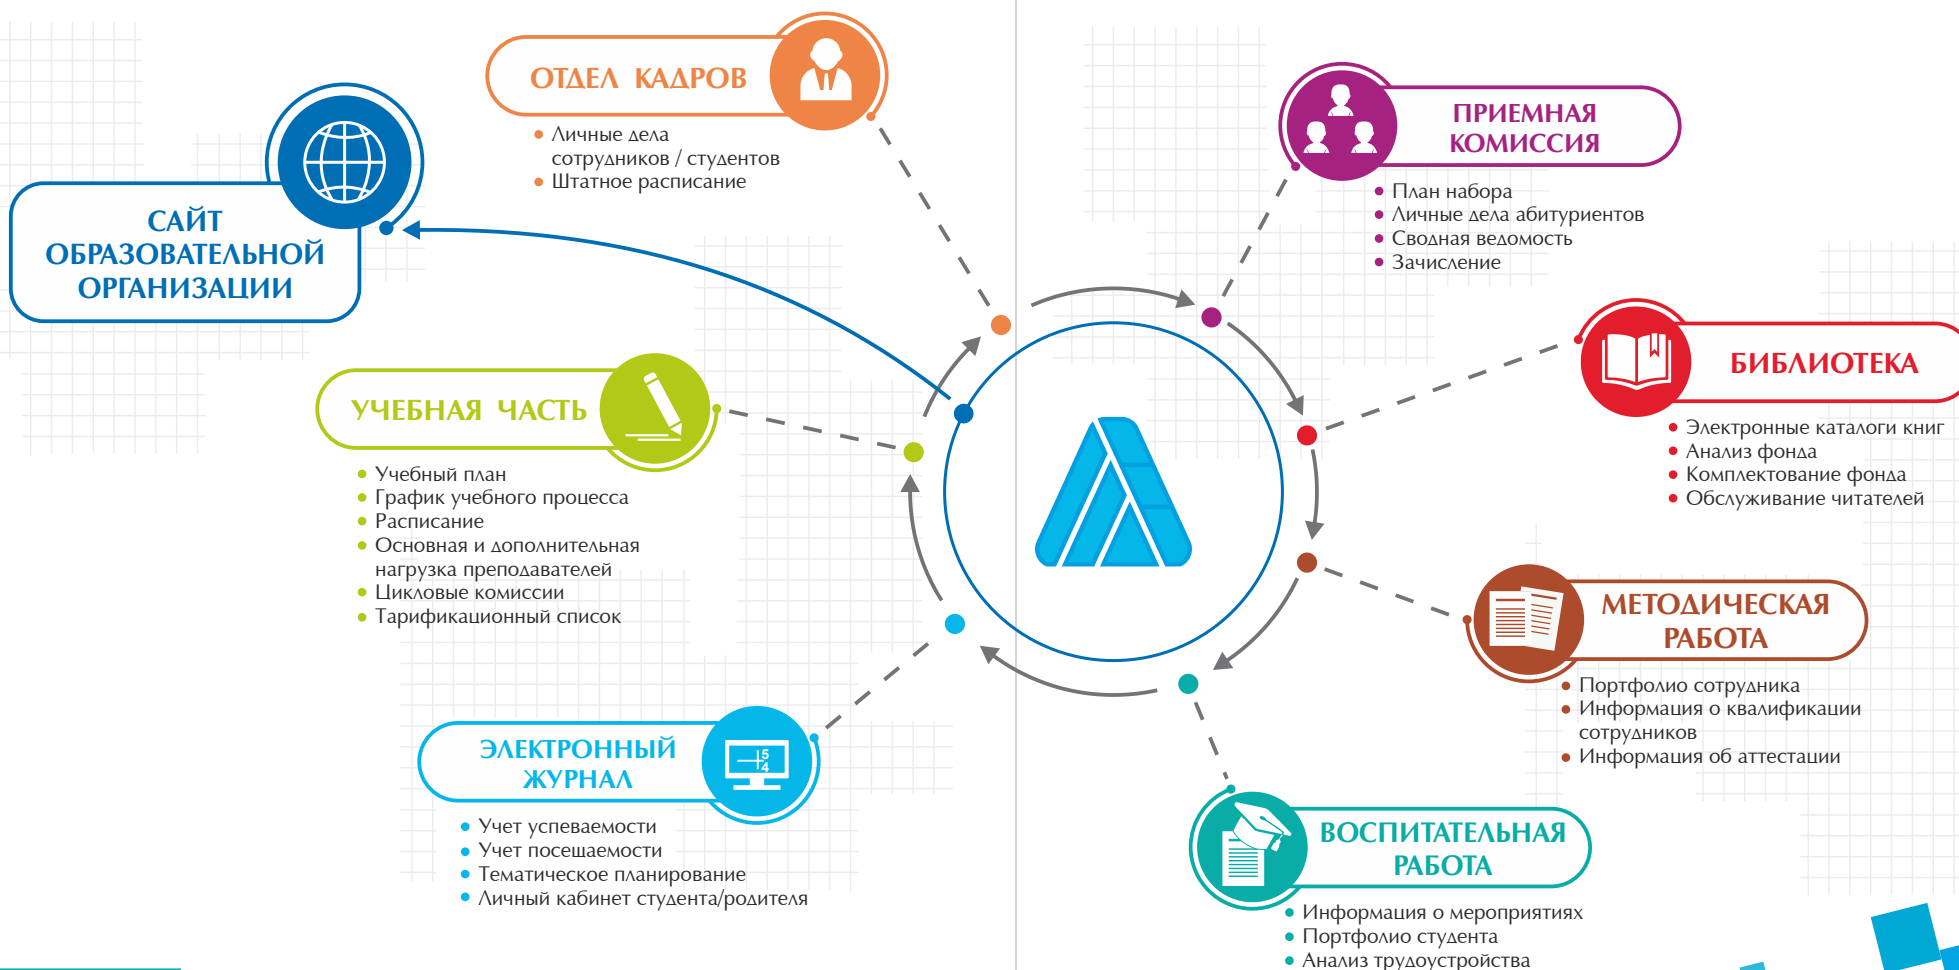 ОТДЕЛ КАДРОВ
Личные дела
сотрудников / студентов
Штатное расписание
САЙТ
ОБРАЗОВАТЕЛЬНОЙ
ОРГАНИЗАЦИИ
УЧЕБНАЯ ЧАСТЬ
Учебный план
График учебного процесса
Расписание
Основная и дополнительная
нагрузка преподавателей
Цикловые комиссии
Тарификационный список
ЭЛЕКТРОННЫЙ
ЖУРНАЛ
5
4
Учет успеваемости
Учет посещаемости
Тематическое планирование
Личный кабинет студента/родителя
ПРИЕМНАЯ
КОМИССИЯ
План набора
Личные дела абитуриентов
Сводная ведомость
Зачисление
БИБЛИОТЕКА
Электронные каталоги книг
Анализ фонда
Комплектование фонда
Обслуживание читателей
МЕТОДИЧЕСКАЯ
РАБОТА
Портфолио сотрудника
Информация о квалификации
сотрудников
Информация об аттестации
ВОСПИТАТЕЛЬНАЯ
РАБОТА
Информация о мероприятиях
Портфолио студента
Анализ трудоустройства